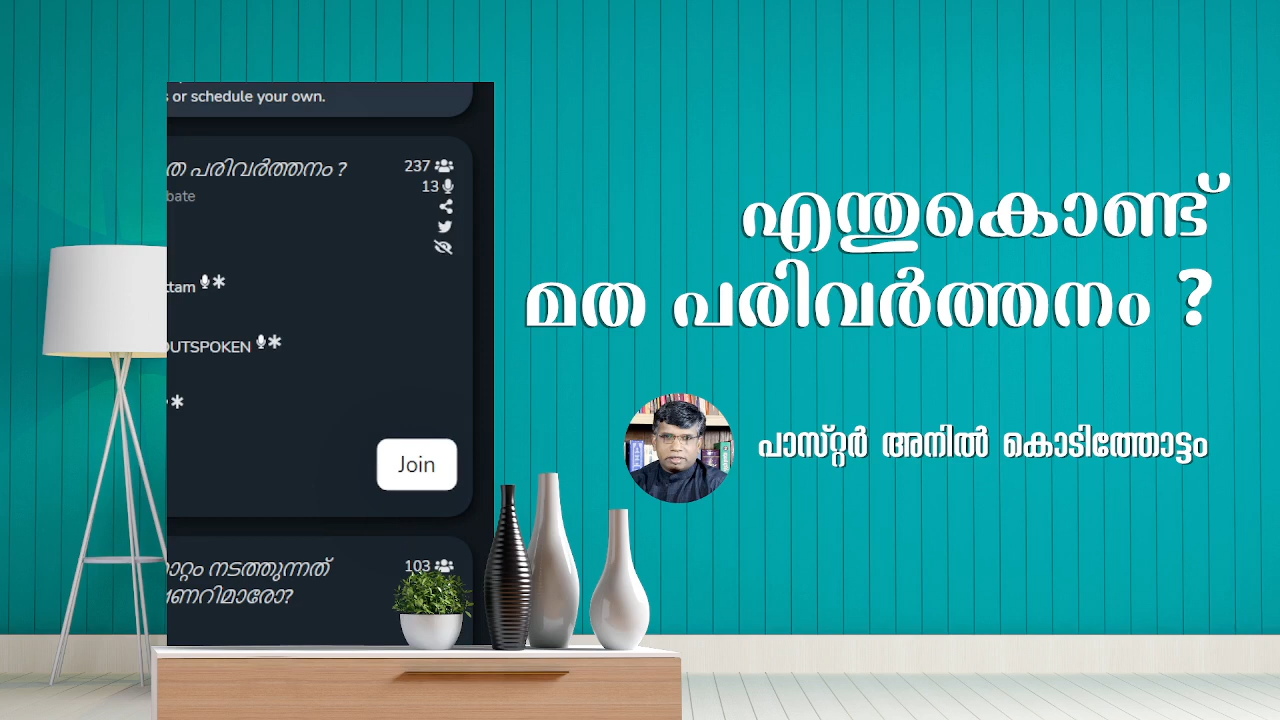 s or schedule your own.
ത പരിവർത്തനം ?
237
13
bate
ttam
OUTSPOKEN
Join
മാറ്റം നടത്തുന്നത്
103
ണറിമാരോ?
എന്തുകൊണ്ട്
മത പരിവർത്തനം ?
പാസ്റ്റർ അനിൽ കൊടിത്തോട്ടം